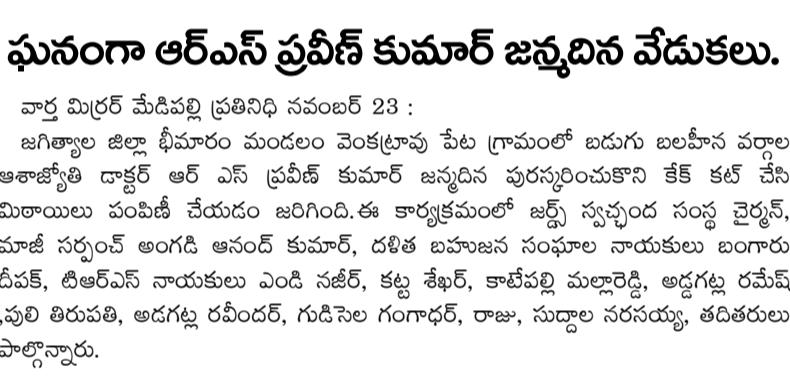 ఘనంగా ఆర్ఎస్ ప్రవీణ్ కుమార్ జన్మదిన వేడుకలు.
వార్త మిర్రర్ మేడిపల్లి ప్రతినిధి నవంబర్ 23 :
జగిత్యాల జిల్లా భీమారం మండలం వెంకట్రావు పేట గ్రామంలో బడుగు బలహీన వర్గాల
ఆశాజ్యోతి డాక్టర్ ఆర్ ఎస్ ప్రవీణ్ కుమార్ జన్మదిన పురస్కరించుకొని కేక్ కట్ చేసి
మిఠాయిలు పంపిణీ చేయడం జరిగింది.ఈ కార్యక్రమంలో జర్డ్స్ స్వచ్ఛంద సంస్థ చైర్మన్,
మాజీ సర్పంచ్ అంగడి ఆనంద్ కుమార్, దళిత బహుజన సంఘాల నాయకులు బంగారు
దీపక్, టిఆర్ఎస్ నాయకులు ఎండి నజీర్, కట్ట శేఖర్, కాటేపల్లి మల్లారెడ్డి, అడ్డగట్ల రమేష్
,పులి తిరుపతి, అడగట్ల రవీందర్, గుడిసెల గంగాధర్, రాజు, సుద్దాల నరసయ్య, తదితరులు
పాల్గొన్నారు.